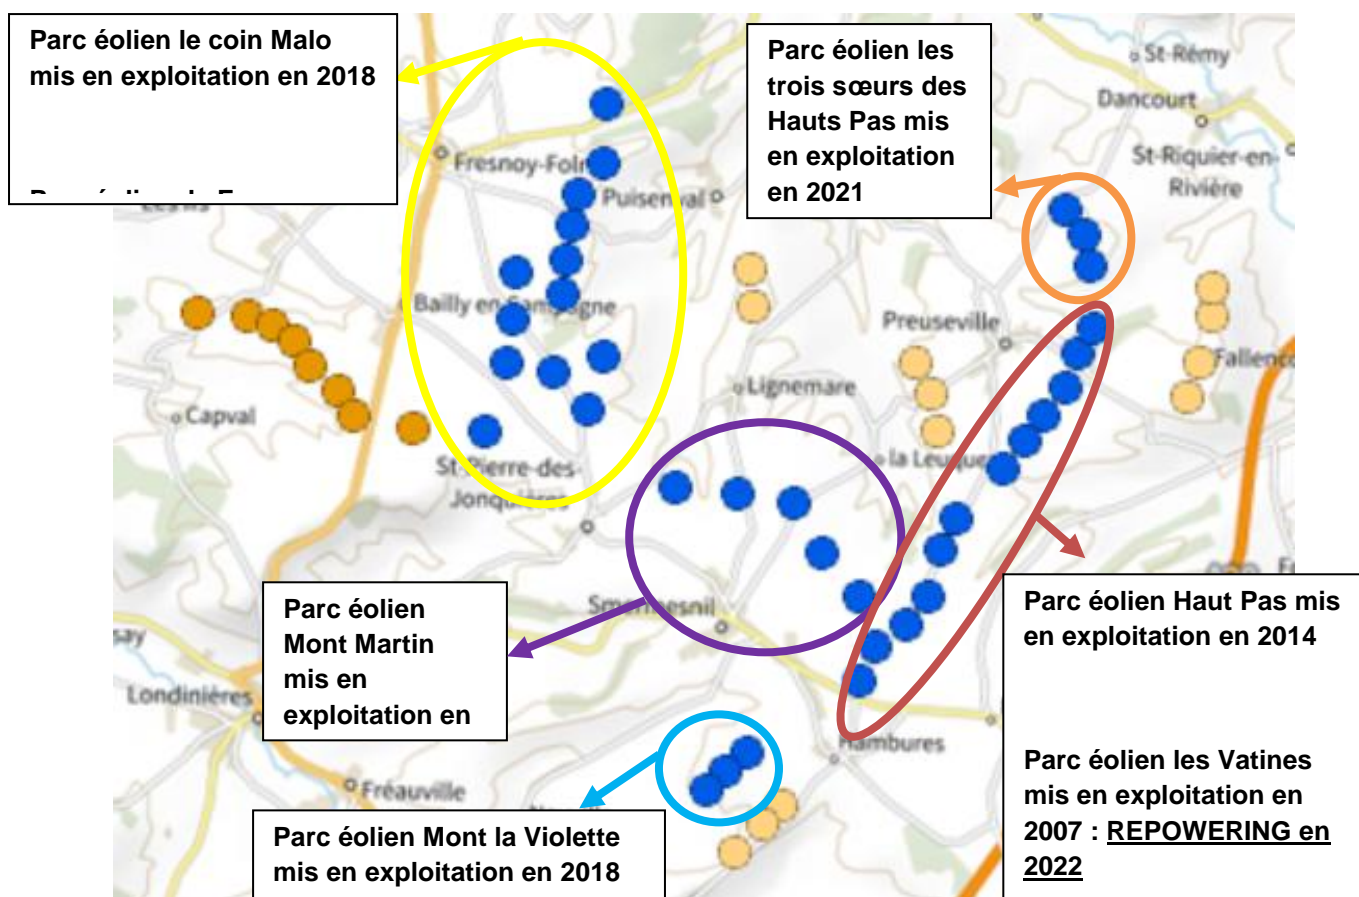 Parc éolien le coin Malo
mis en exploitation en 2018
Parc éolien les
trois sœurs des
Hauts Pas mis
en exploitation
en 2021
St-Rémy
Dancourt
St-Riquier-en-
Rivière
Fresnoy-Foln
Puisenval
Bailly en Campagne
Preuseville
Lignemare
Capval
la Leuque
St-Pierre-des-
Jonquières
Smermesnil
Parc éolien
Mont Martin
mis en
exploitation en
Londinières
Parc éolien Haut Pas mis
en exploitation en 2014
Parc éolien les Vatines
mis en exploitation en
2007 : REPOWERING en
2022
Fréauville
Parc éolien Mont la Violette
mis en exploitation en 2018